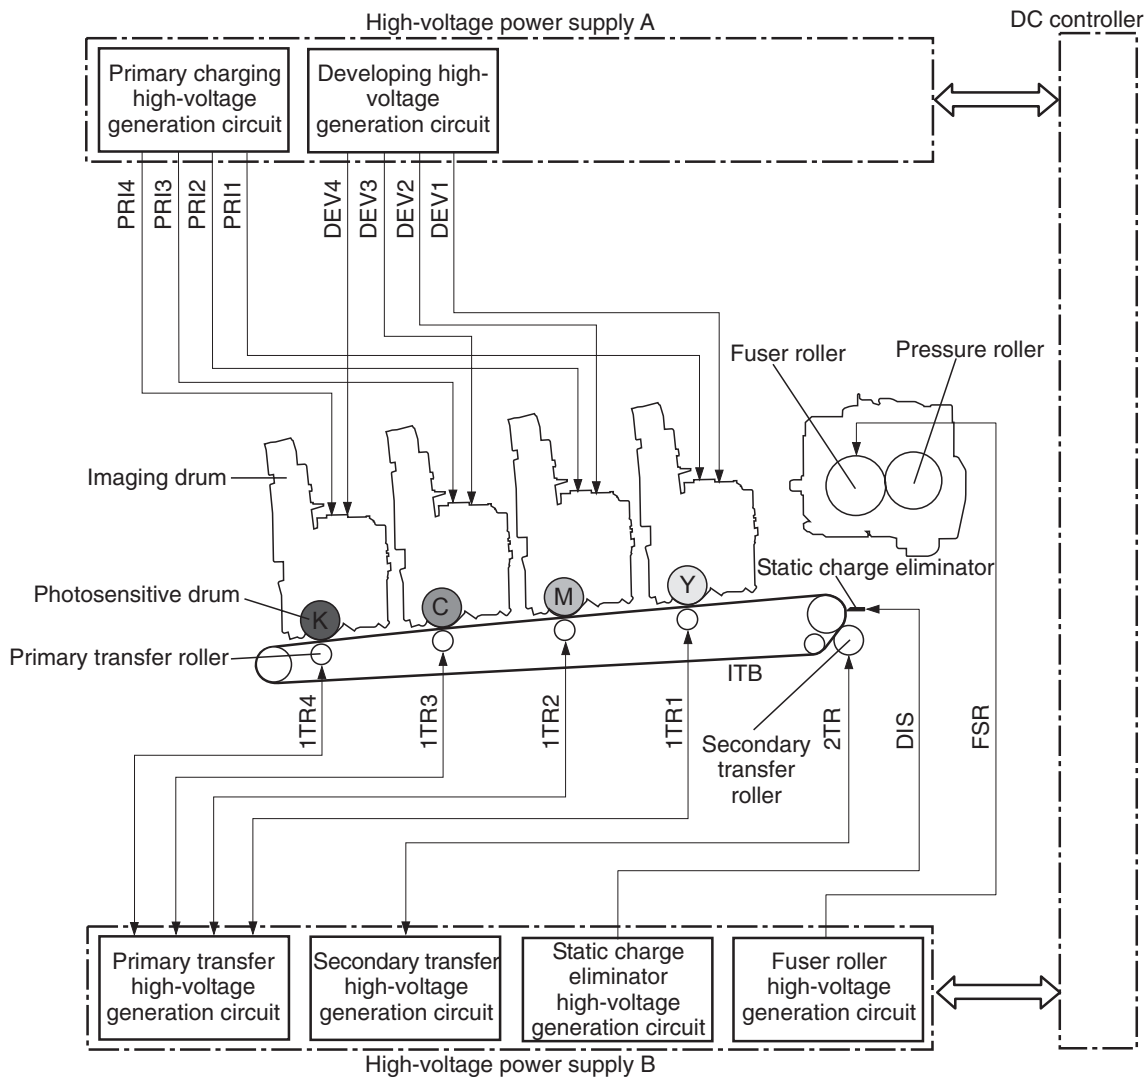 High-voltage power supply A
DC controller
Primary charging
high-voltage
generation circuit
Developing high-
voltage
generation circuit
PRI4
PRI3
PRI2
PRI1
DEV4
DEV3
DEV2
DEV1
Fuser roller
Pressure roller
Imaging drum
Static charge eliminator
Photosensitive drum
K
C
M
Y
Primary transfer roller
ITB
1TR4
1TR3
1TR2
1TR1
2TR
DIS
FSR
Secondary
transfer
roller
Primary transfer
high-voltage
generation circuit
Secondary transfer
high-voltage
generation circuit
Static charge
eliminator
high-voltage
generation circuit
Fuser roller
high-voltage
generation circuit
High-voltage power supply B